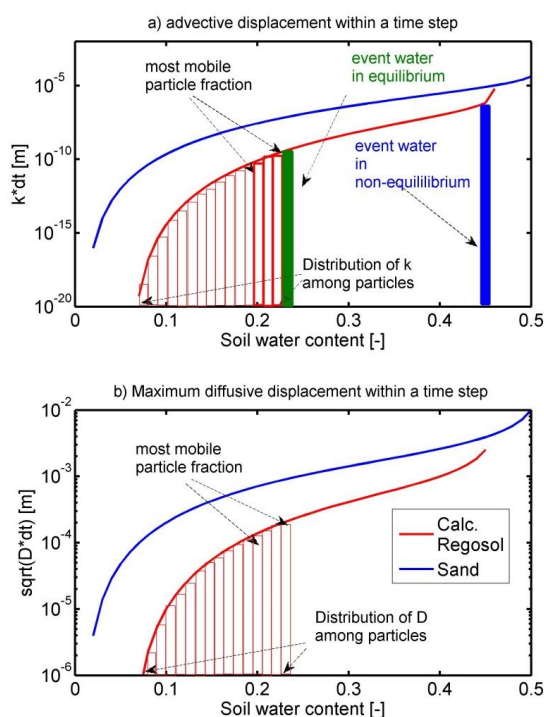 a) advective displacement within a time step
event water
in equilibrium
most mobile
particle fraction
event water
in
non-equililibrium
Distribution of k
among particles
k*dt [m]
10^-5
10^-10
10^-15
10^-20
0 0.1 0.2 0.3 0.4 0.5
Soil water content [-]
b) Maximum diffusive displacement within a time step
most mobile
particle fraction
Calc.
Regosol
Sand
Distribution of D
among particles
sqrt(D*dt) [m]
10^-2
10^-3
10^-4
10^-5
10^-6
0 0.1 0.2 0.3 0.4 0.5
Soil water content [-]